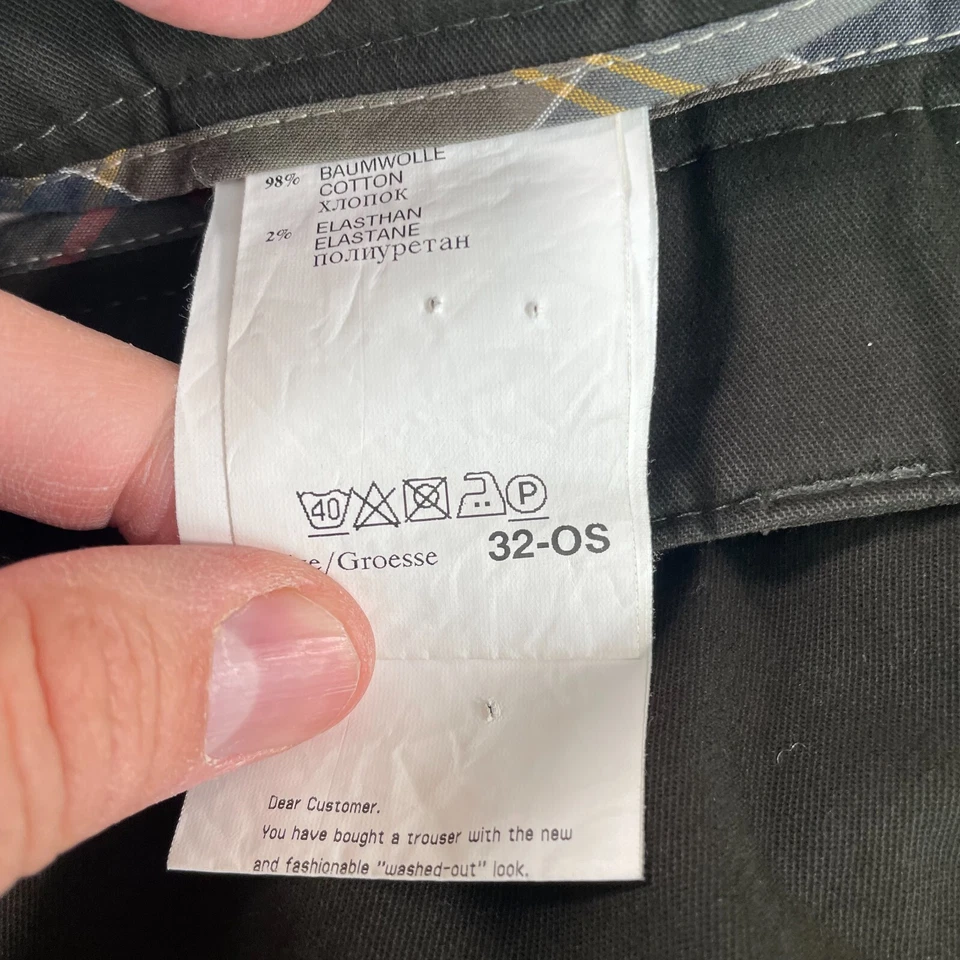 98% BAUMWOLLE
COTTON
ХЛОПОК
2% ELASTHAN
ELASTANE
ПОЛИУРЕТАН
40 P
/Groesse 32-OS
Dear Customer.
You have bought a trouser with the new
and fashionable "washed-out" look.